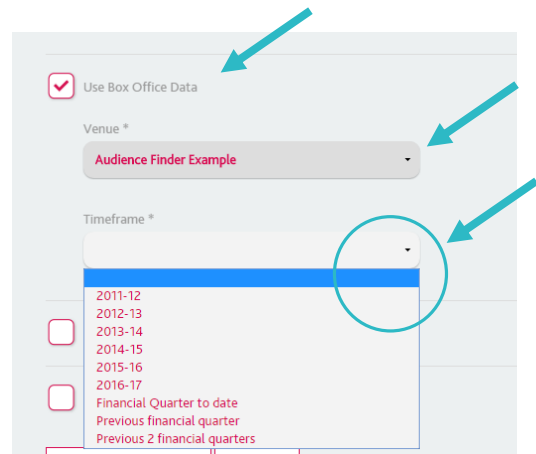 Use Box Office Data
Venue *
Audience Finder Example
Timeframe *
2011-12
2012-13
2013-14
2014-15
2015-16
2016-17
Financial Quarter to date
Previous financial quarter
Previous 2 financial quarters